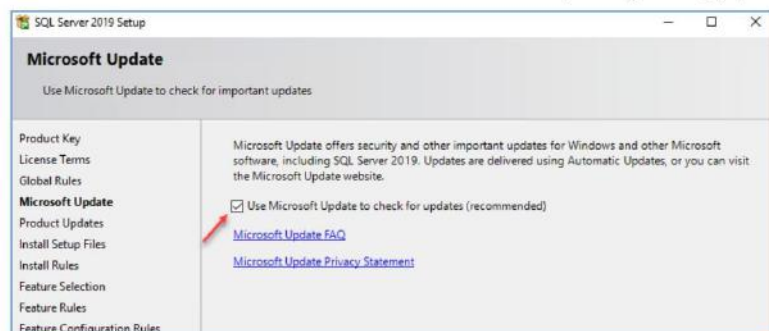 SQL Server 2019 Setup
Microsoft Update
Use Microsoft Update to check for important updates
Product Key
License Terms
Global Rules
Microsoft Update
Product Updates
Install Setup Files
Install Rules
Feature Selection
Feature Rules
Feature Configuration Rules
Microsoft Update offers security and other important updates for Windows and other Microsoft
software, including SQL Server 2019. Updates are delivered using Automatic Updates, or you can visit
the Microsoft Update website.
Use Microsoft Update to check for updates (recommended)
Microsoft Update FAQ
Microsoft Update Privacy Statement